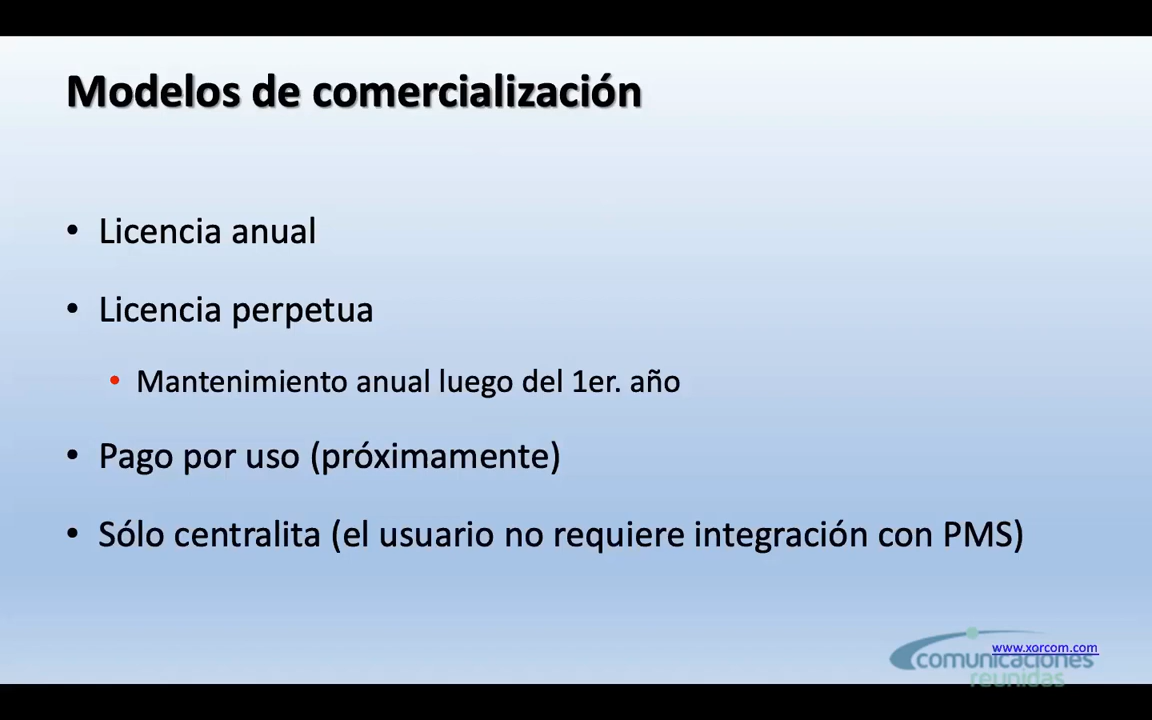 Modelos de comercialización
• Licencia anual
• Licencia perpetua
• Mantenimiento anual luego del 1er. año
• Pago por uso (próximamente)
• Sólo centralita (el usuario no requiere integración con PMS)
www.xorcom.com
comunicaciones
reunidas